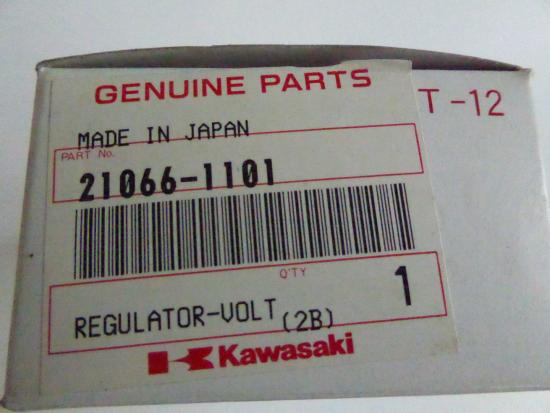 GENUINE PARTS
T-12
MADE IN JAPAN
PART No.
21066-1101
Q'TY
1
REGULATOR-VOLT (2B)
Kawasaki